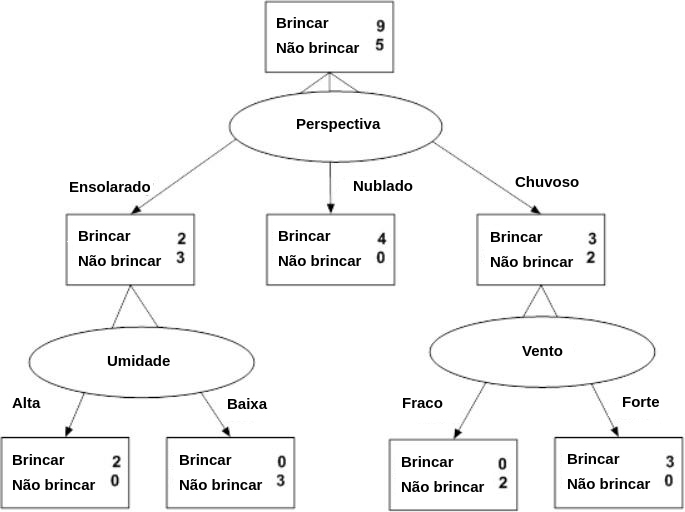 Brincar 9
Não brincar 5
Perspectiva
Ensolarado
Nublado
Chuvoso
Brincar 2
Não brincar 3
Brincar 4
Não brincar 0
Brincar 3
Não brincar 2
Umidade
Vento
Alta
Baixa
Fraco
Forte
Brincar 2
Não brincar 0
Brincar 0
Não brincar 3
Brincar 0
Não brincar 2
Brincar 3
Não brincar 0